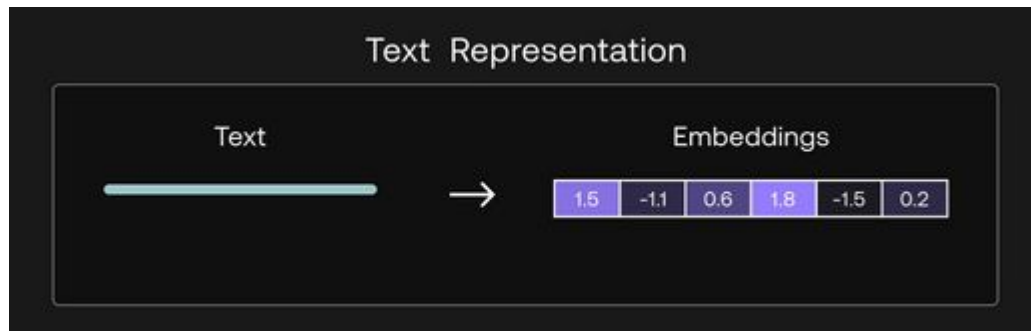 Text Representation
Text
Embeddings
→
1.5 -1.1 0.6 1.8 -1.5 0.2